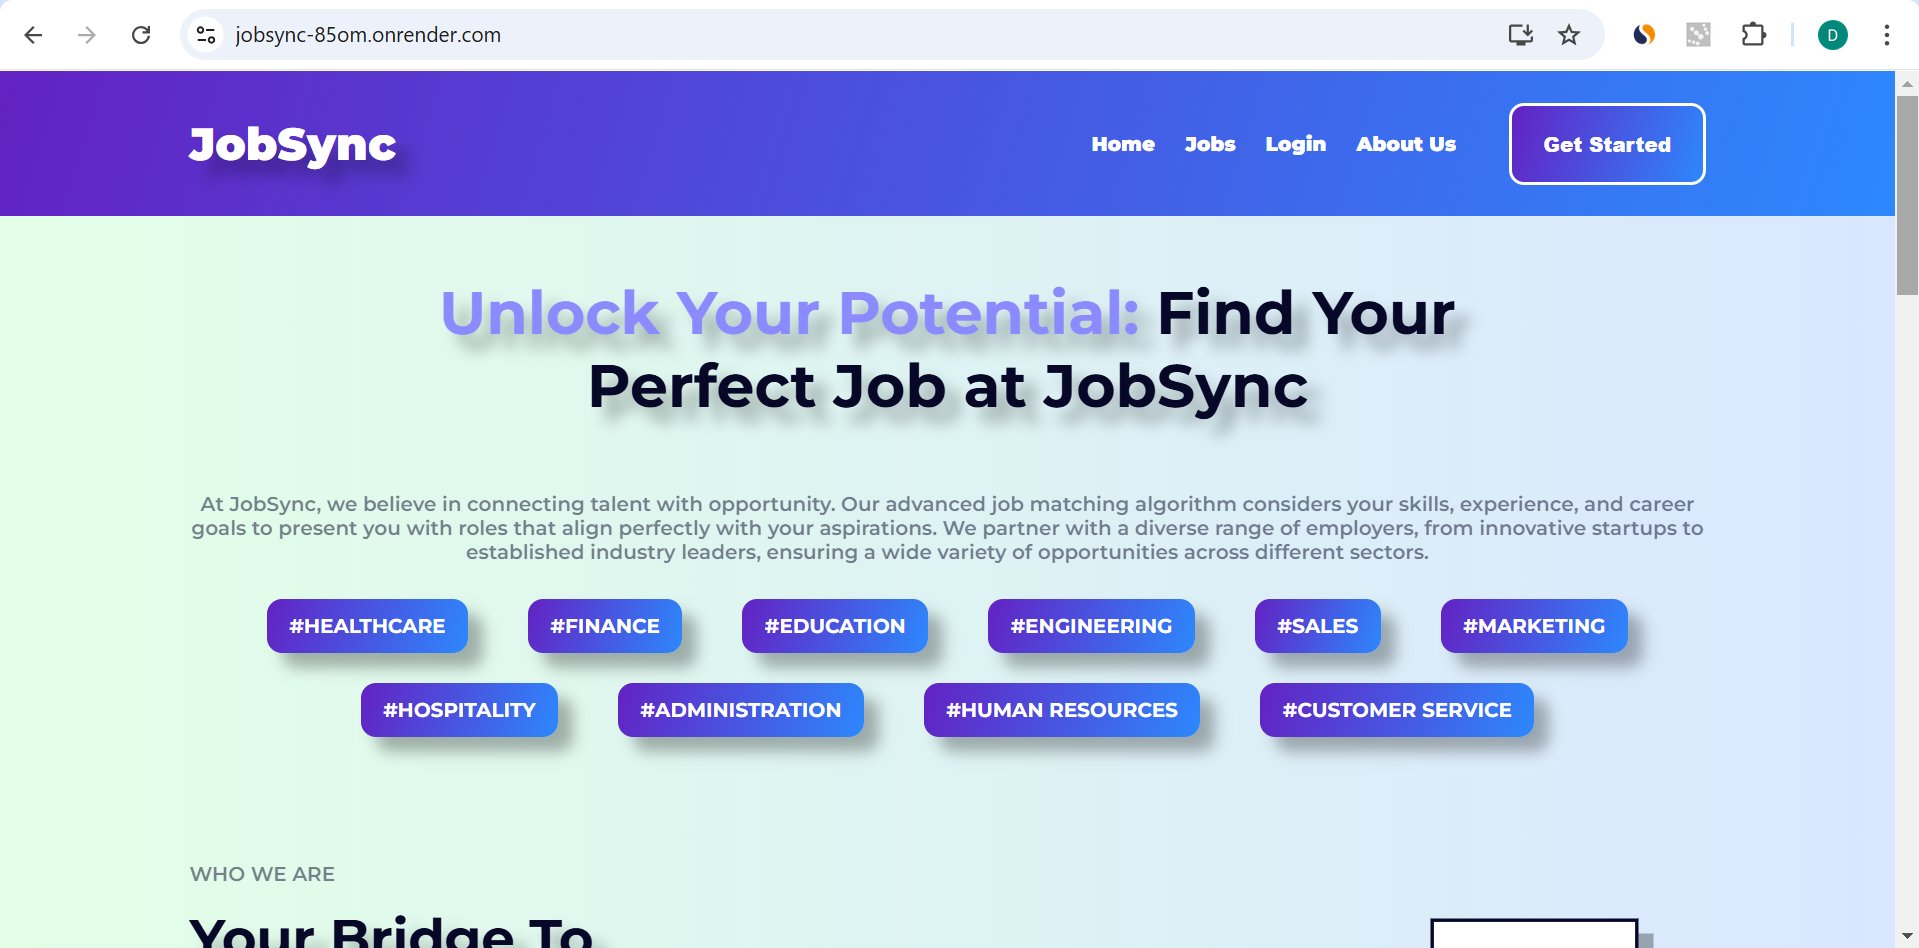 jobsync-85om.onrender.com
D
JobSync
Home Jobs Login About Us Get Started
Unlock Your Potential: Find Your
Perfect Job at JobSync
At JobSync, we believe in connecting talent with opportunity. Our advanced job matching algorithm considers your skills, experience, and career
goals to present you with roles that align perfectly with your aspirations. We partner with a diverse range of employers, from innovative startups to
established industry leaders, ensuring a wide variety of opportunities across different sectors.
#HEALTHCARE #FINANCE #EDUCATION #ENGINEERING #SALES #MARKETING
#HOSPITALITY #ADMINISTRATION #HUMAN RESOURCES #CUSTOMER SERVICE
WHO WE ARE
Your Bridge To